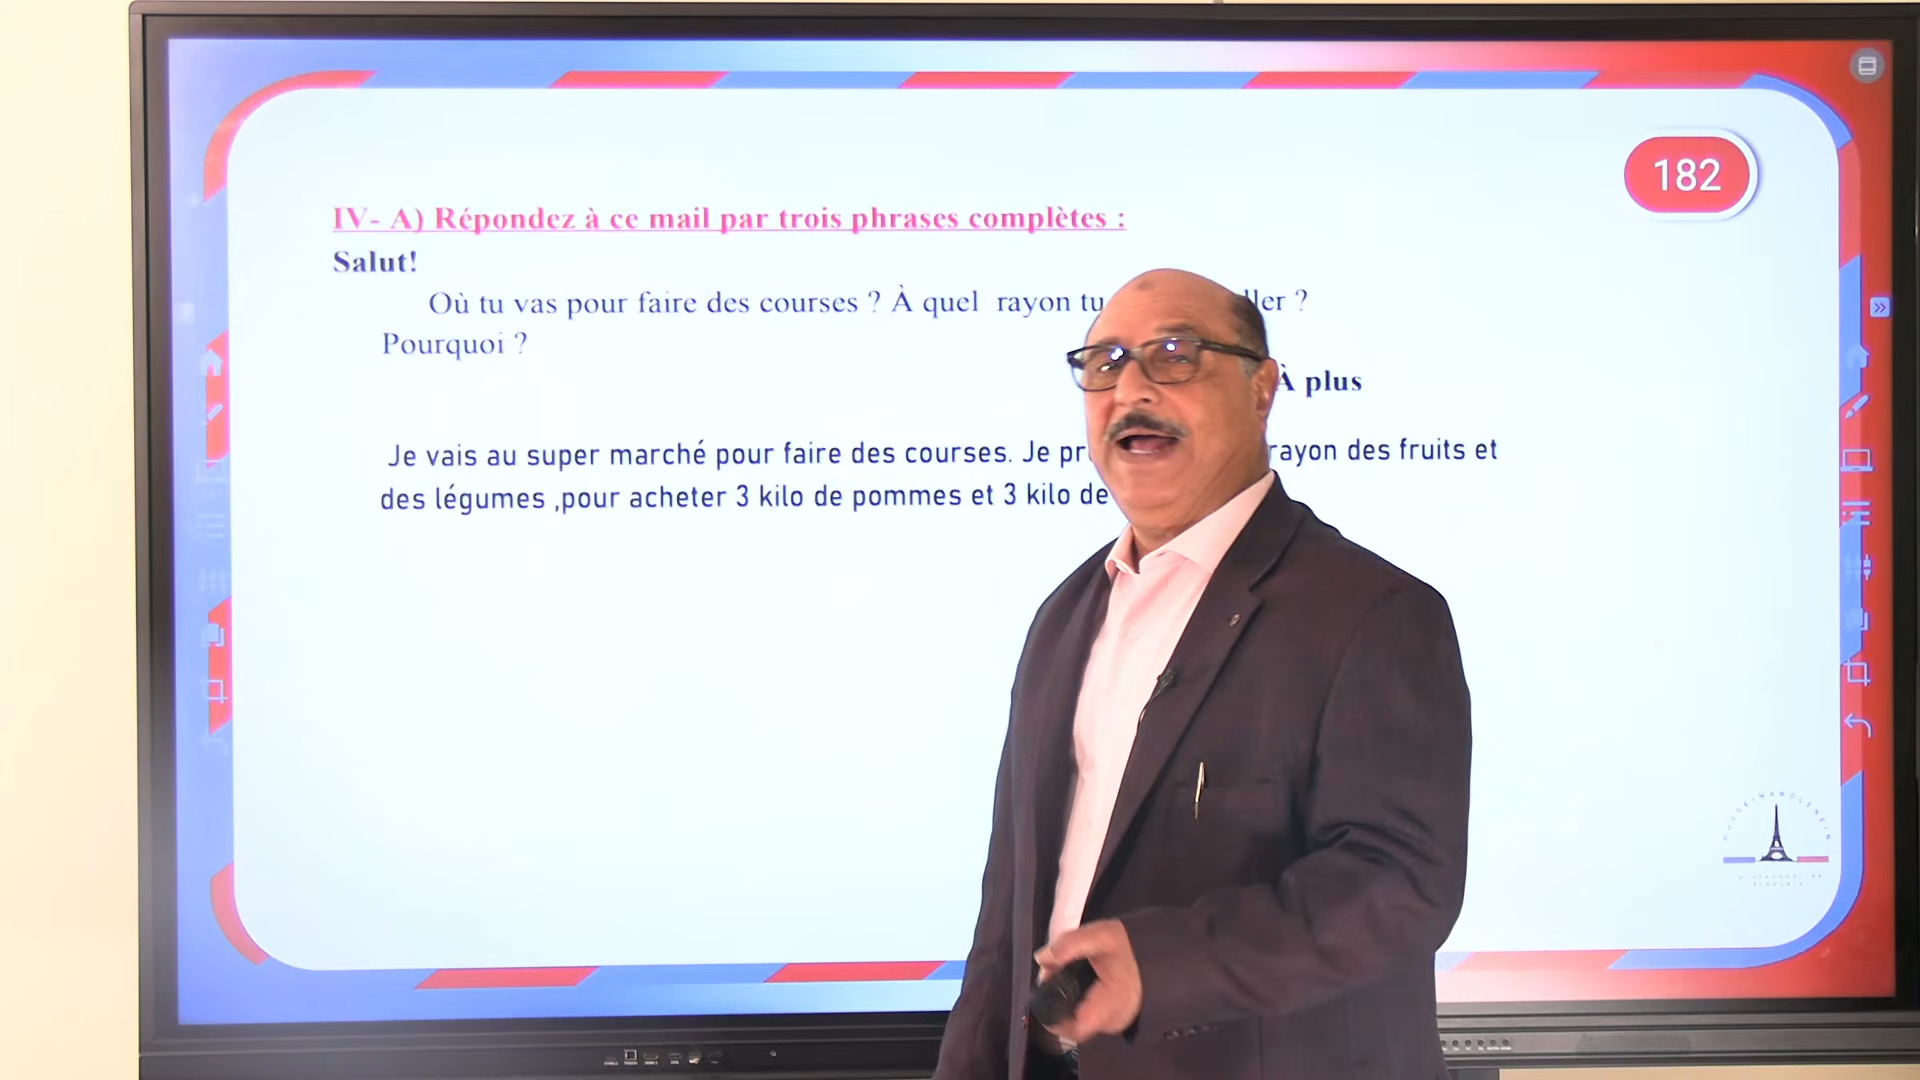 182
IV- A) Répondez à ce mail par trois phrases complètes :
Salut!
Où tu vas pour faire des courses ? À quel rayon tu ?
Pourquoi ?
À plus
Je vais au super marché pour faire des courses. Je rayon des fruits et
des légumes ,pour acheter 3 kilo de pommes et 3 kilo de